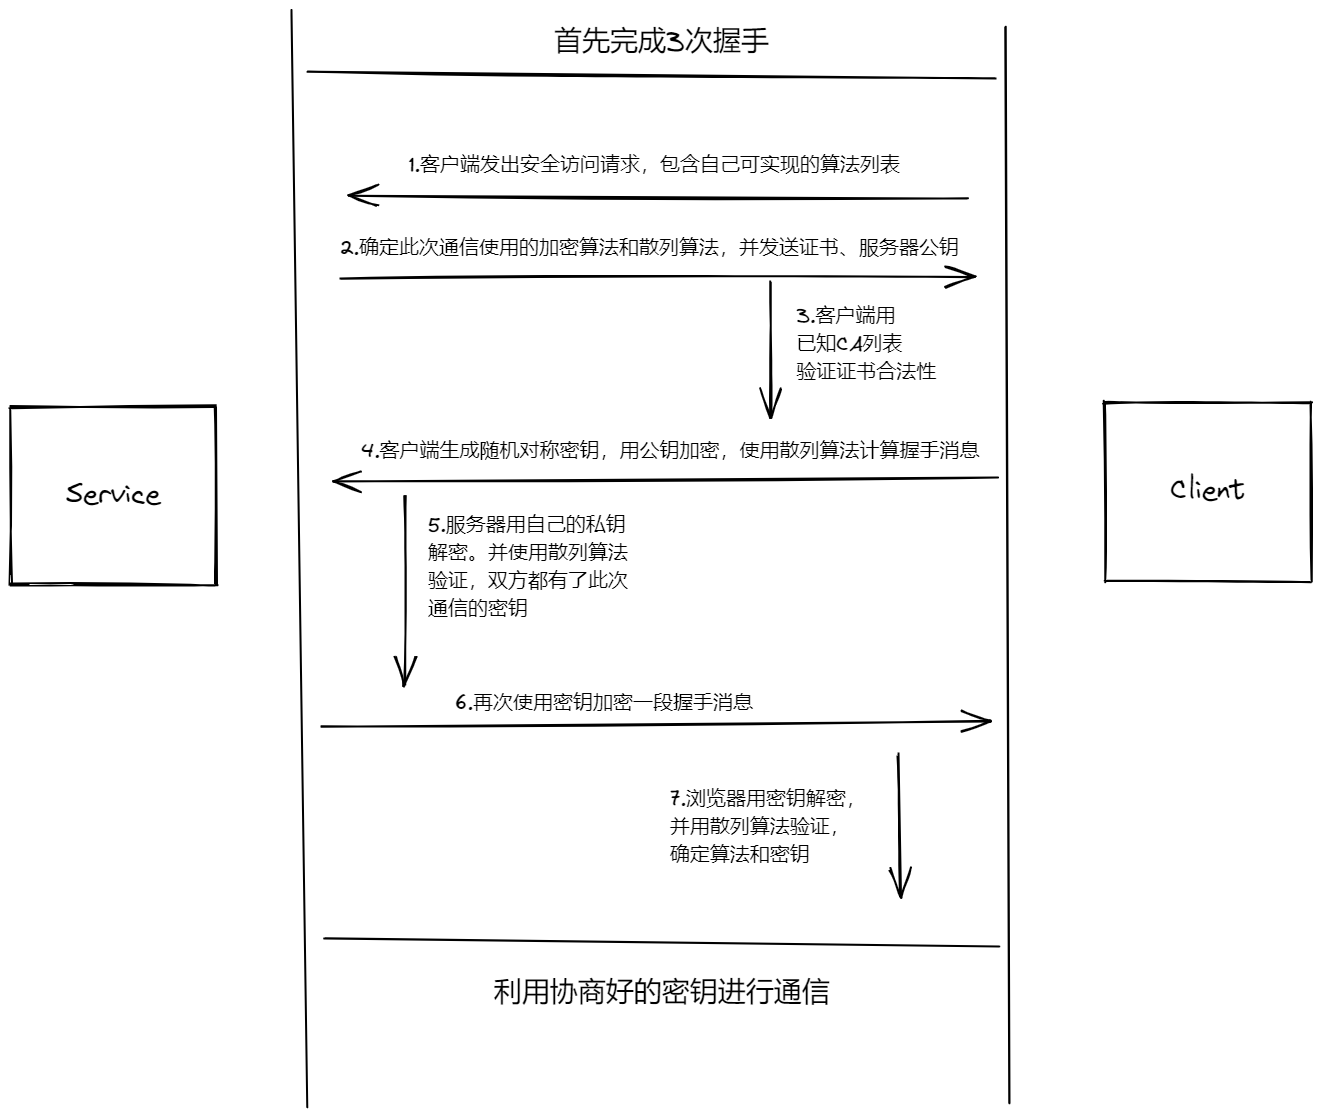 首先完成3次握手
1.客户端发出安全访问请求，包含自己可实现的算法列表
2.确定此次通信使用的加密算法和散列算法，并发送证书、服务器公钥
3.客户端用
已知CA列表
验证证书合法性
4.客户端生成随机对称密钥，用公钥加密，使用散列算法计算握手消息
Service
Client
5.服务器用自己的私钥
解密。并使用散列算法
验证，双方都有了此次
通信的密钥
6.再次使用密钥加密一段握手消息
7.浏览器用密钥解密，
并用散列算法验证，
确定算法和密钥
利用协商好的密钥进行通信